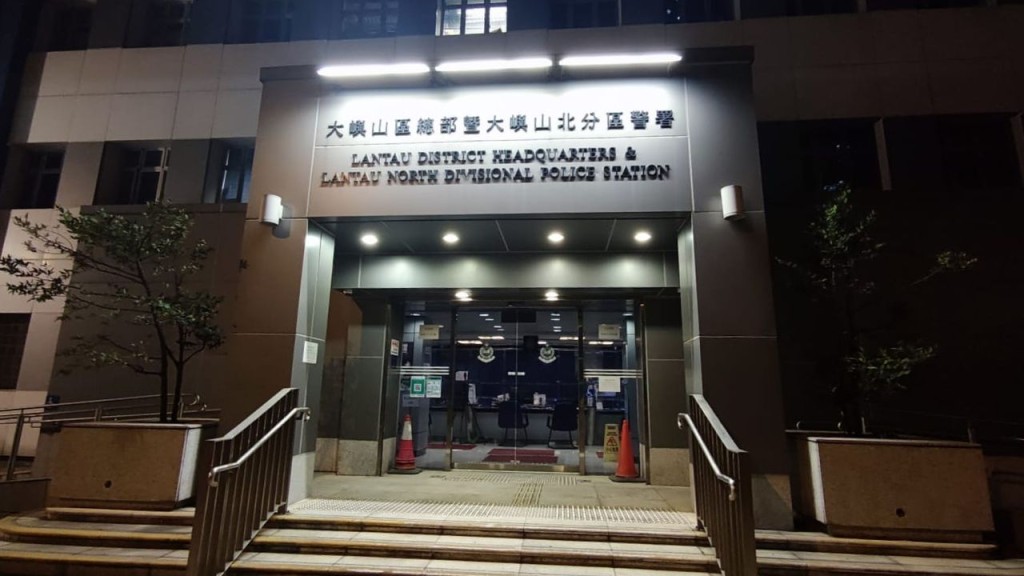 大嶼山區總部暨大嶼山北分區警署
LANTAU DISTRICT HEADQUARTERS &
LANTAU NORTH DIVISIONAL POLICE STATION